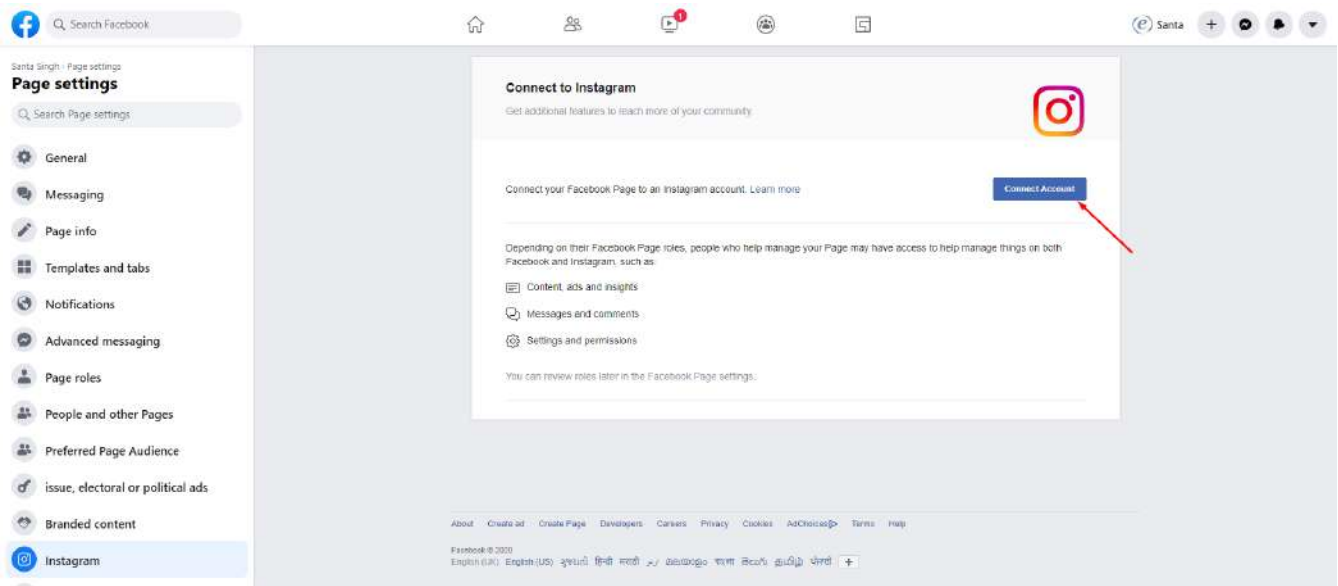 Search Facebook
1
Santa
Santa Singh › Page settings
Page settings
Search Page settings
General
Messaging
Page info
Templates and tabs
Notifications
Advanced messaging
Page roles
People and other Pages
Preferred Page Audience
issue, electoral or political ads
Branded content
Instagram
Connect to Instagram
Get additional features to reach more of your community.
Connect your Facebook Page to an Instagram account. Learn more
Connect Account
Depending on their Facebook Page roles, people who help manage your Page may have access to help manage things on both
Facebook and Instagram, such as:
Content, ads and insights
Messages and comments
Settings and permissions
You can review roles later in the Facebook Page settings.
About Create ad Create Page Developers Careers Privacy Cookies AdChoices Terms Help
Facebook © 2020
English (UK) English (US) ગુજરાતી हिन्दी मराठी اردو മലയാളം বাংলা తెలుగు தமிழ் +